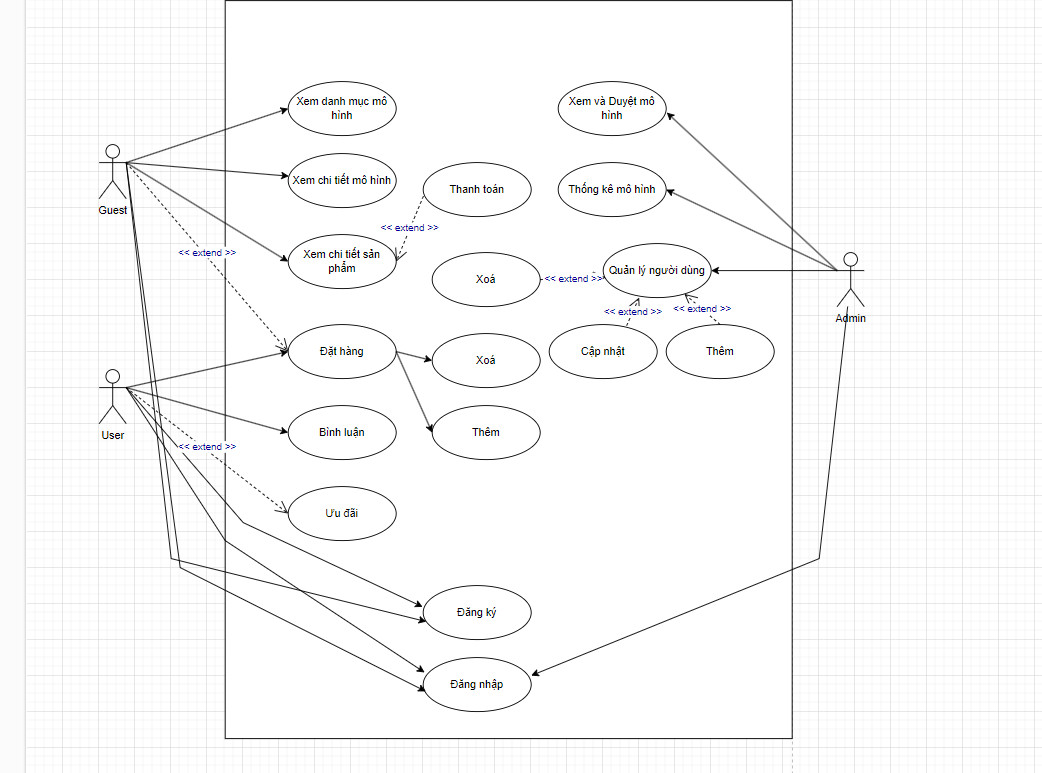 Xem danh mục mô
hình
Xem và Duyệt mô
hình
Xem chi tiết mô hình
Thanh toán
Thống kê mô hình
Guest
<< extend >>
<< extend >>
Xem chi tiết sản
phẩm
Xoá
<< extend >>
Quản lý người dùng
Admin
<< extend >>
<< extend >>
Đặt hàng
Xoá
Cập nhật
Thêm
User
Bình luận
Thêm
<< extend >>
Ưu đãi
Đăng ký
Đăng nhập